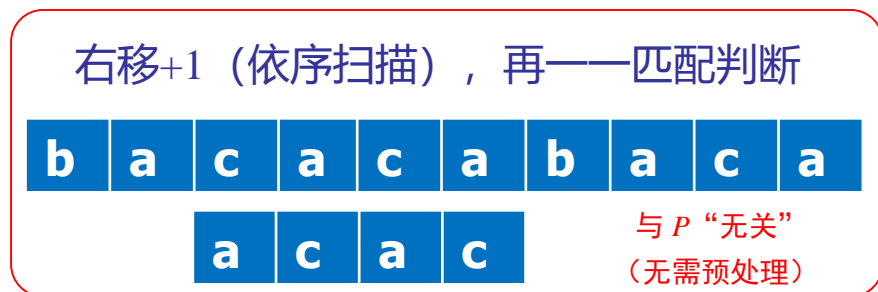 右移+1（依序扫描），再一一匹配判断
b a c a c a b a c a
a c a c
与 P“无关”
（无需预处理）